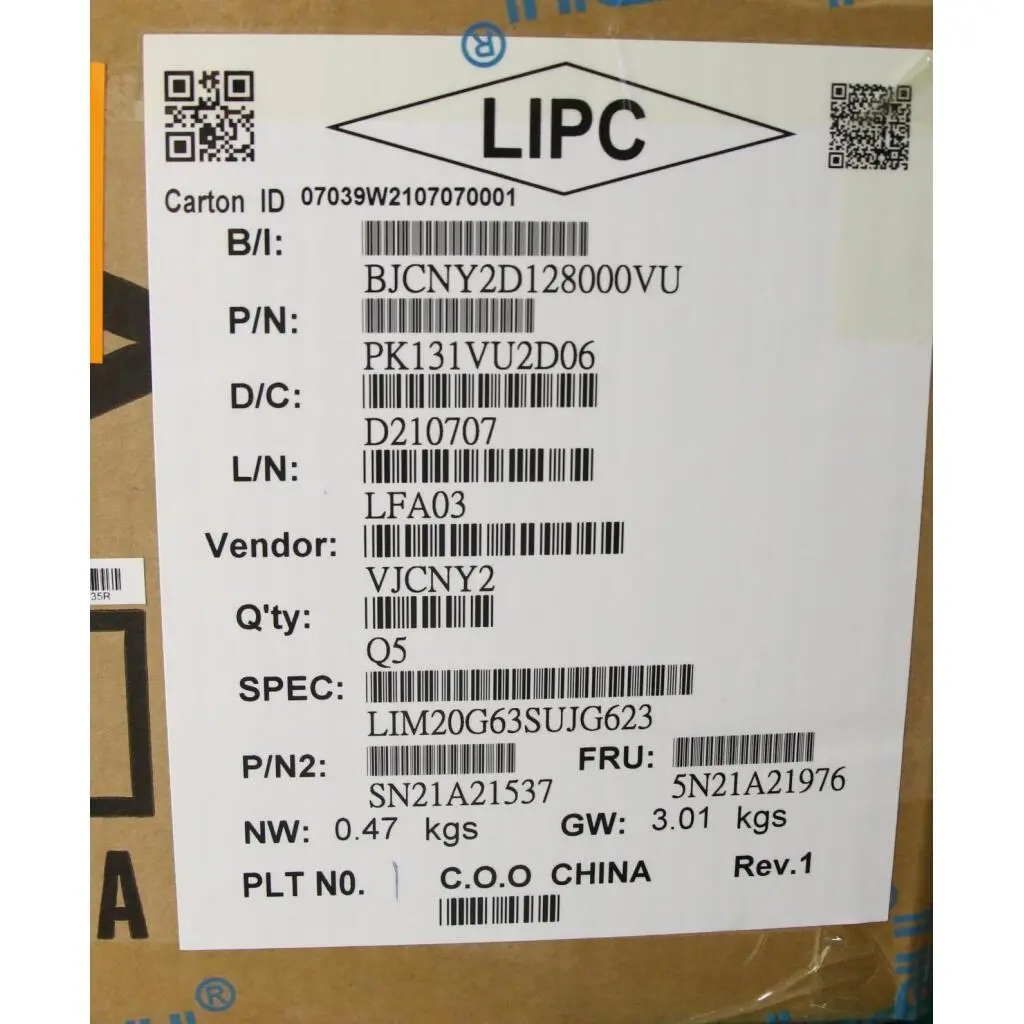 ®
LIPC
Carton ID 07039W2107070001
B/I:
BJCNY2D128000VU
P/N:
PK131VU2D06
D/C:
D210707
L/N:
LFA03
Vendor:
VJCNY2
Q'ty:
Q5
SPEC:
LIM20G63SUJG623
P/N2: FRU:
SN21A21537 5N21A21976
NW: 0.47 kgs GW: 3.01 kgs
PLT N0. | C.O.O CHINA Rev.1
35R
A
®